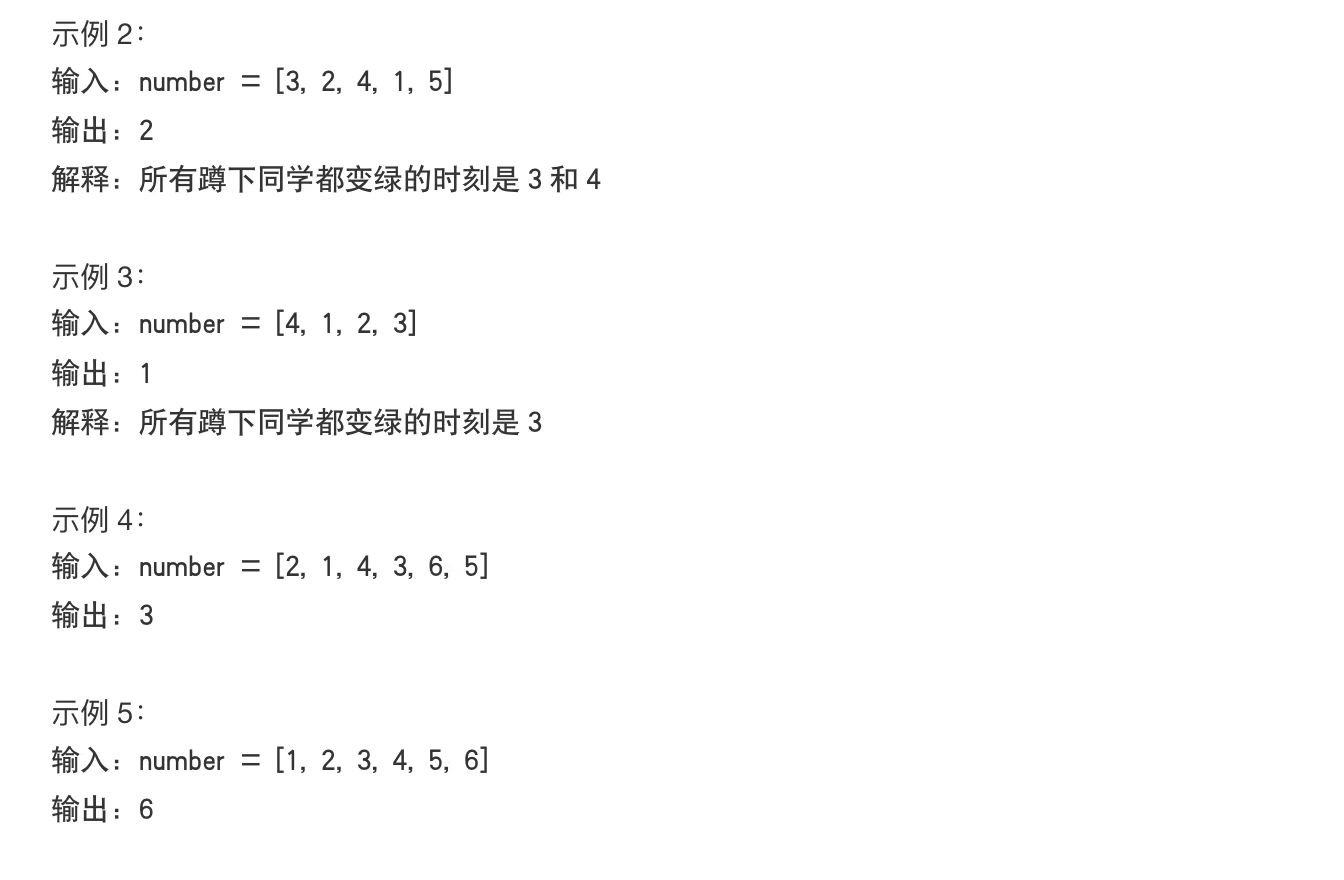 示例 2：
输入：number = [3, 2, 4, 1, 5]
输出：2
解释：所有蹲下同学都变绿的时刻是 3 和 4
示例 3：
输入：number = [4, 1, 2, 3]
输出：1
解释：所有蹲下同学都变绿的时刻是 3
示例 4：
输入：number = [2, 1, 4, 3, 6, 5]
输出：3
示例 5：
输入：number = [1, 2, 3, 4, 5, 6]
输出：6